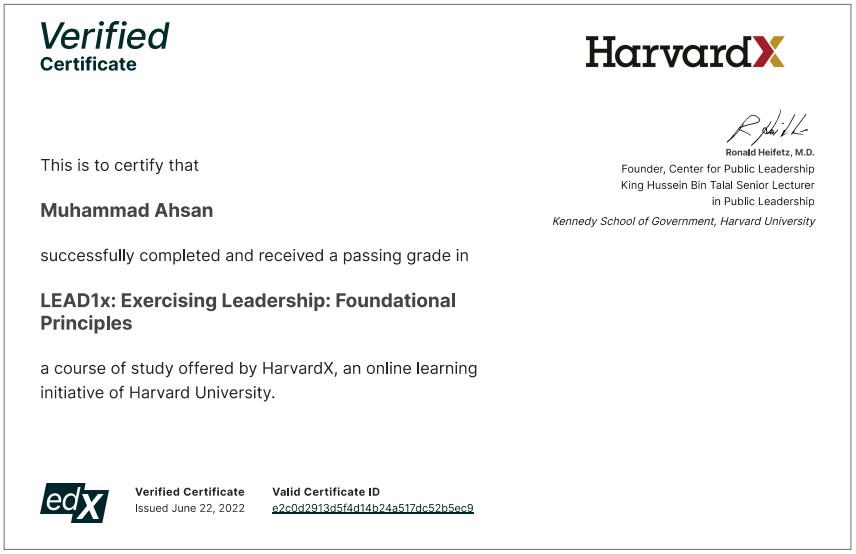 Verified
Certificate
HarvardX
Ronald Heifetz, M.D.
Founder, Center for Public Leadership
King Hussein Bin Talal Senior Lecturer
in Public Leadership
Kennedy School of Government, Harvard University
This is to certify that
Muhammad Ahsan
successfully completed and received a passing grade in
LEAD1x: Exercising Leadership: Foundational
Principles
a course of study offered by HarvardX, an online learning
initiative of Harvard University.
edX
Verified Certificate
Issued June 22, 2022
Valid Certificate ID
e2c0d2913d5f4d14b24a517dc52b5ec9